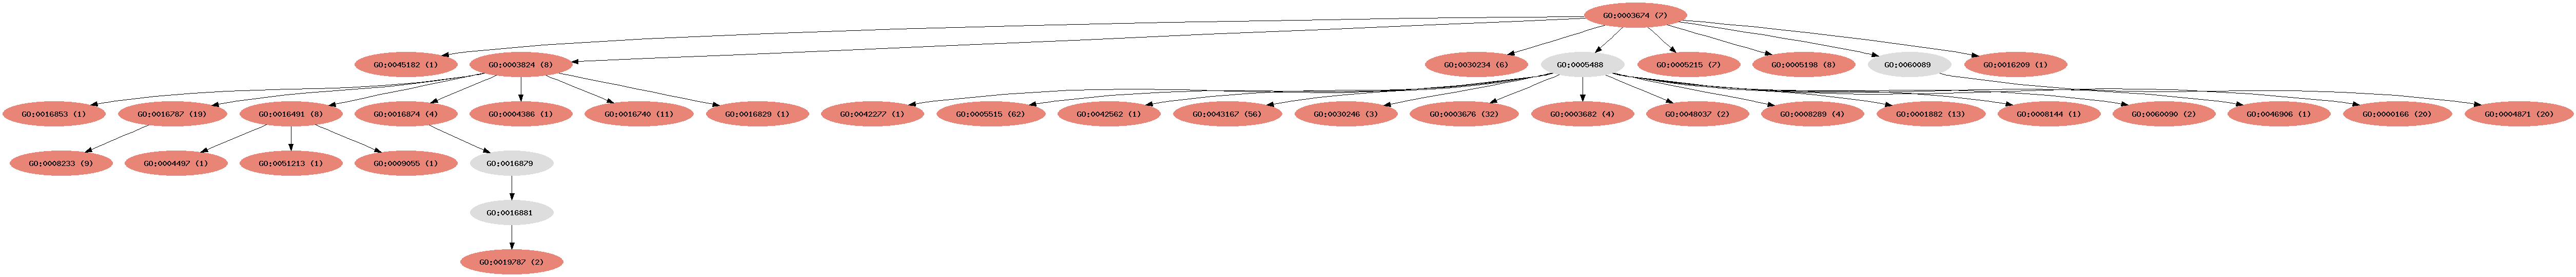 GO:0003674 (7)
GO:0045182 (1)
GO:0003824 (8)
GO:0030234 (6)
GO:0005488
GO:0005215 (7)
GO:0005198 (8)
GO:0060089
GO:0016209 (1)
GO:0016853 (1)
GO:0016787 (19)
GO:0016491 (8)
GO:0016874 (4)
GO:0004386 (1)
GO:0016740 (11)
GO:0016829 (1)
GO:0042277 (1)
GO:0005515 (62)
GO:0042562 (1)
GO:0043167 (56)
GO:0030246 (3)
GO:0003676 (32)
GO:0003682 (4)
GO:0048037 (2)
GO:0008289 (4)
GO:0001882 (13)
GO:0008144 (1)
GO:0060090 (2)
GO:0046906 (1)
GO:0000166 (20)
GO:0004871 (20)
GO:0008233 (9)
GO:0004497 (1)
GO:0051213 (1)
GO:0009055 (1)
GO:0016879
GO:0016881
GO:0019787 (2)